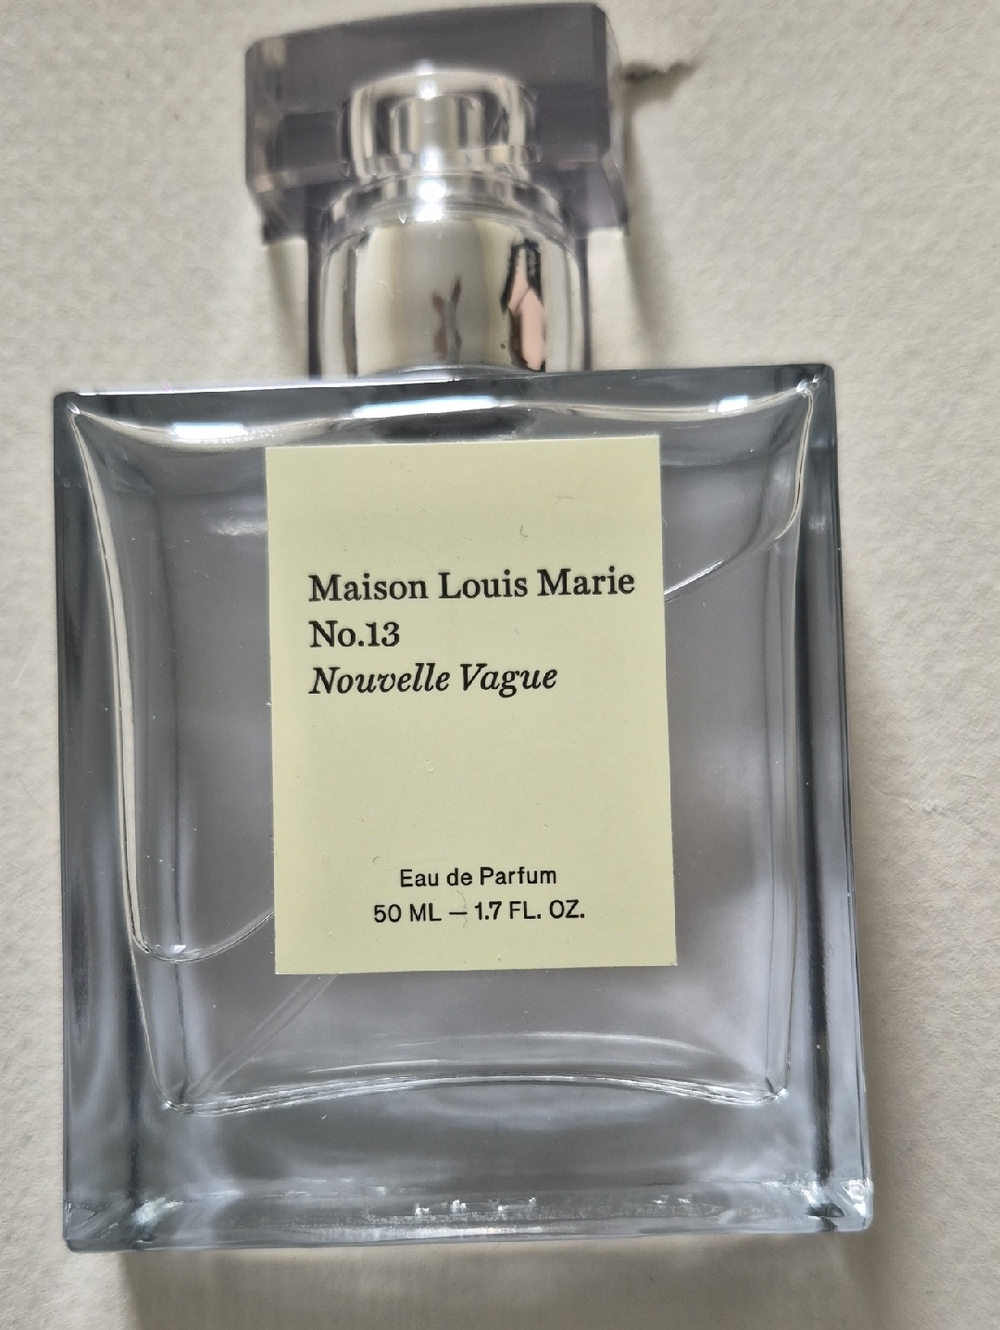 Maison Louis Marie
No.13
Nouvelle Vague
Eau de Parfum
50 ML — 1.7 FL. OZ.